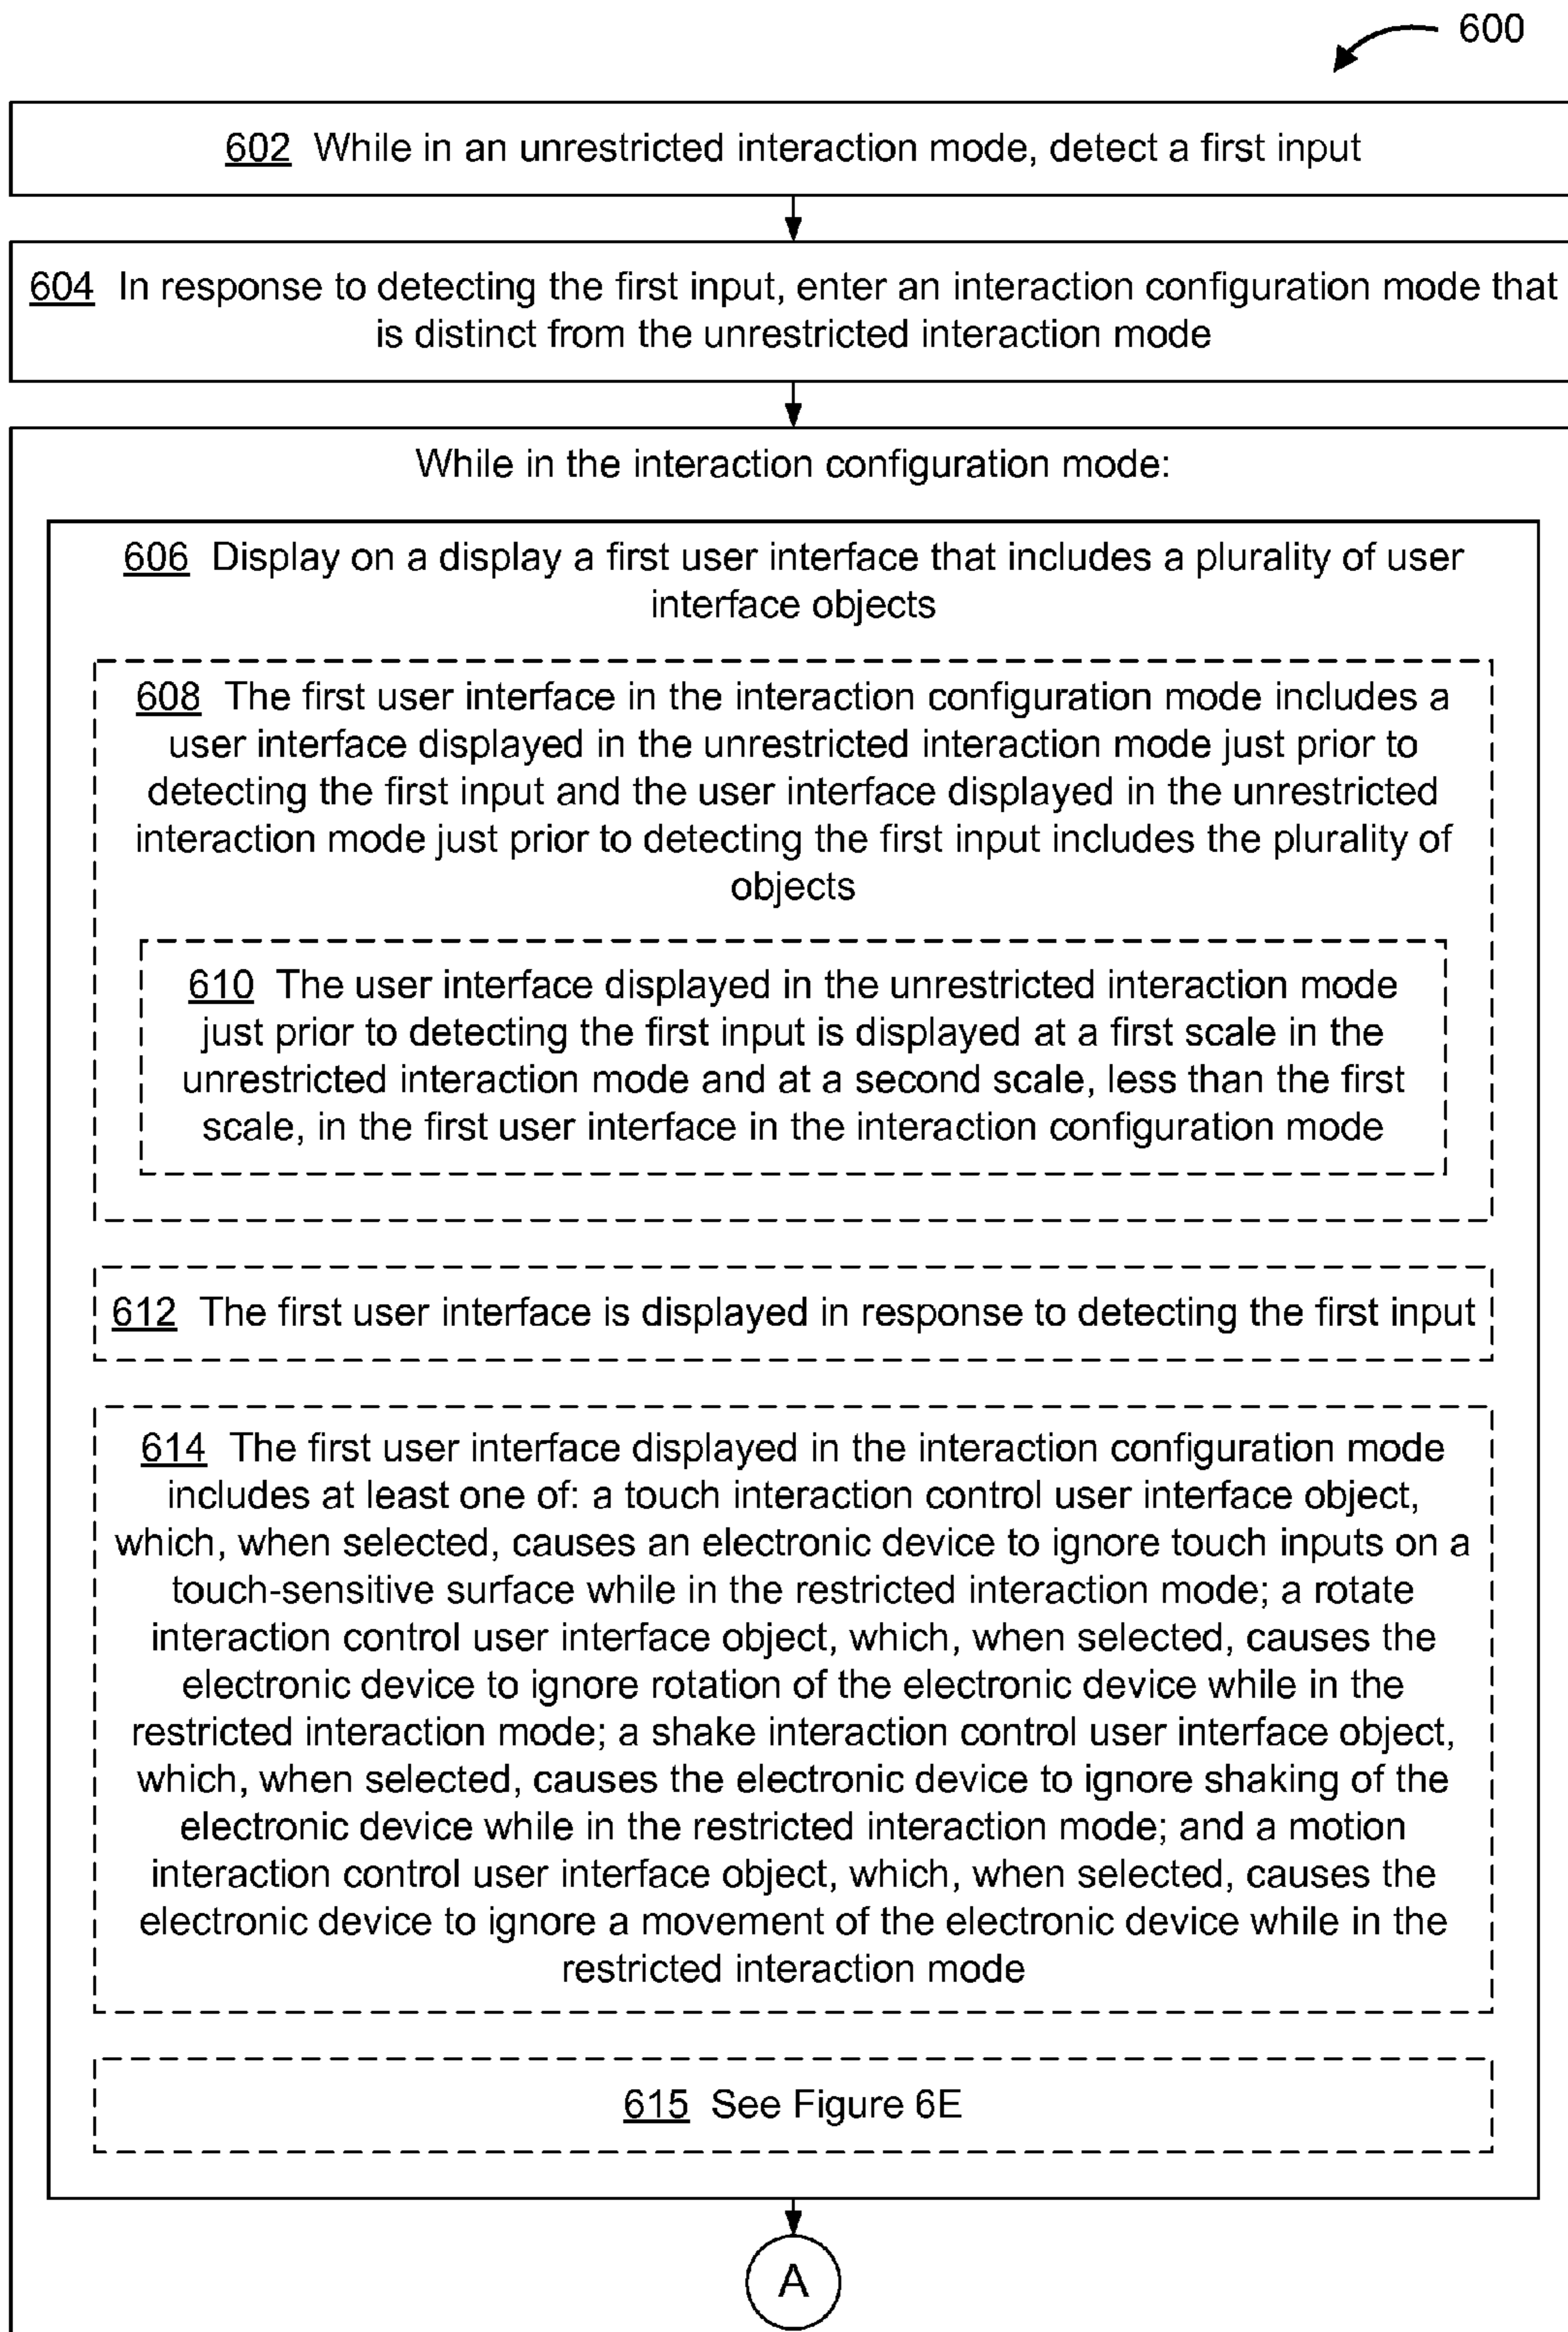 600
602 While in an unrestricted interaction mode, detect a first input
604 In response to detecting the first input, enter an interaction configuration mode that
is distinct from the unrestricted interaction mode
While in the interaction configuration mode:
606 Display on a display a first user interface that includes a plurality of user
interface objects
608 The first user interface in the interaction configuration mode includes a
user interface displayed in the unrestricted interaction mode just prior to
detecting the first input and the user interface displayed in the unrestricted
interaction mode just prior to detecting the first input includes the plurality of
objects
610 The user interface displayed in the unrestricted interaction mode
just prior to detecting the first input is displayed at a first scale in the
unrestricted interaction mode and at a second scale, less than the first
scale, in the first user interface in the interaction configuration mode
612 The first user interface is displayed in response to detecting the first input
614 The first user interface displayed in the interaction configuration mode
includes at least one of: a touch interaction control user interface object,
which, when selected, causes an electronic device to ignore touch inputs on a
touch-sensitive surface while in the restricted interaction mode; a rotate
interaction control user interface object, which, when selected, causes the
electronic device to ignore rotation of the electronic device while in the
restricted interaction mode; a shake interaction control user interface object,
which, when selected, causes the electronic device to ignore shaking of the
electronic device while in the restricted interaction mode; and a motion
interaction control user interface object, which, when selected, causes the
electronic device to ignore a movement of the electronic device while in the
restricted interaction mode
615 See Figure 6E
A